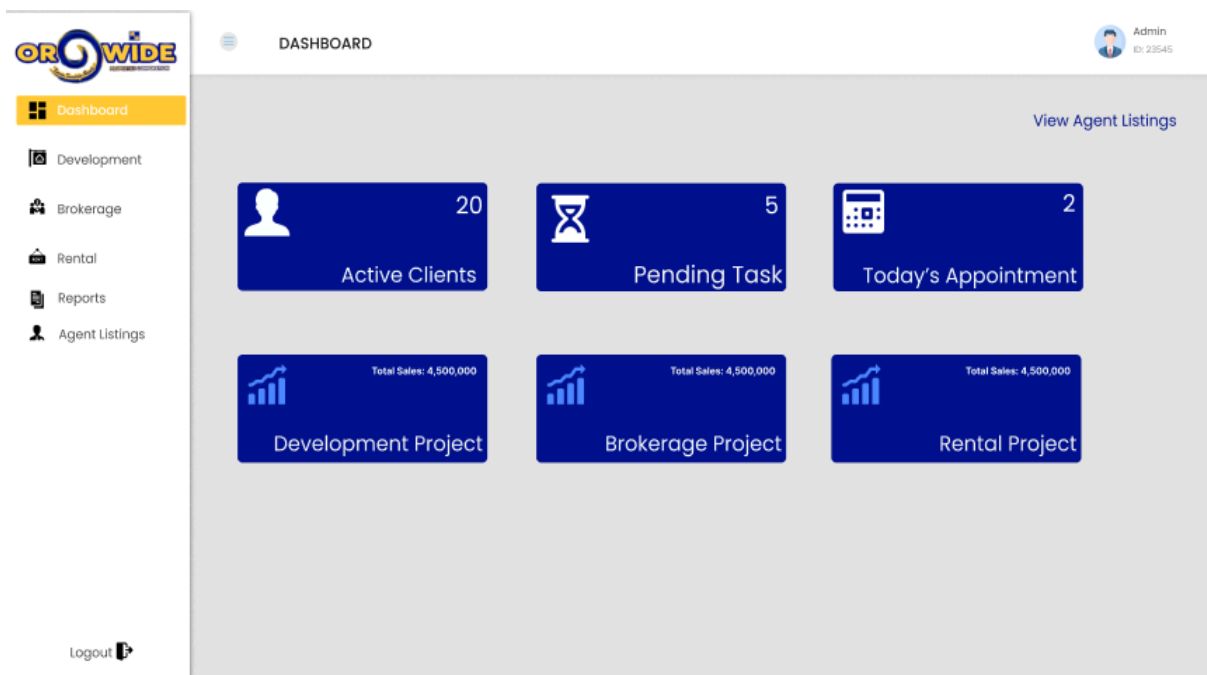 OROWIDE
DASHBOARD
Admin
ID: 23545
Dashboard
Development
Brokerage
Rental
Reports
Agent Listings
Logout
View Agent Listings
20
Active Clients
5
Pending Task
2
Today's Appointment
Total Sales: 4,500,000
Development Project
Total Sales: 4,500,000
Brokerage Project
Total Sales: 4,500,000
Rental Project